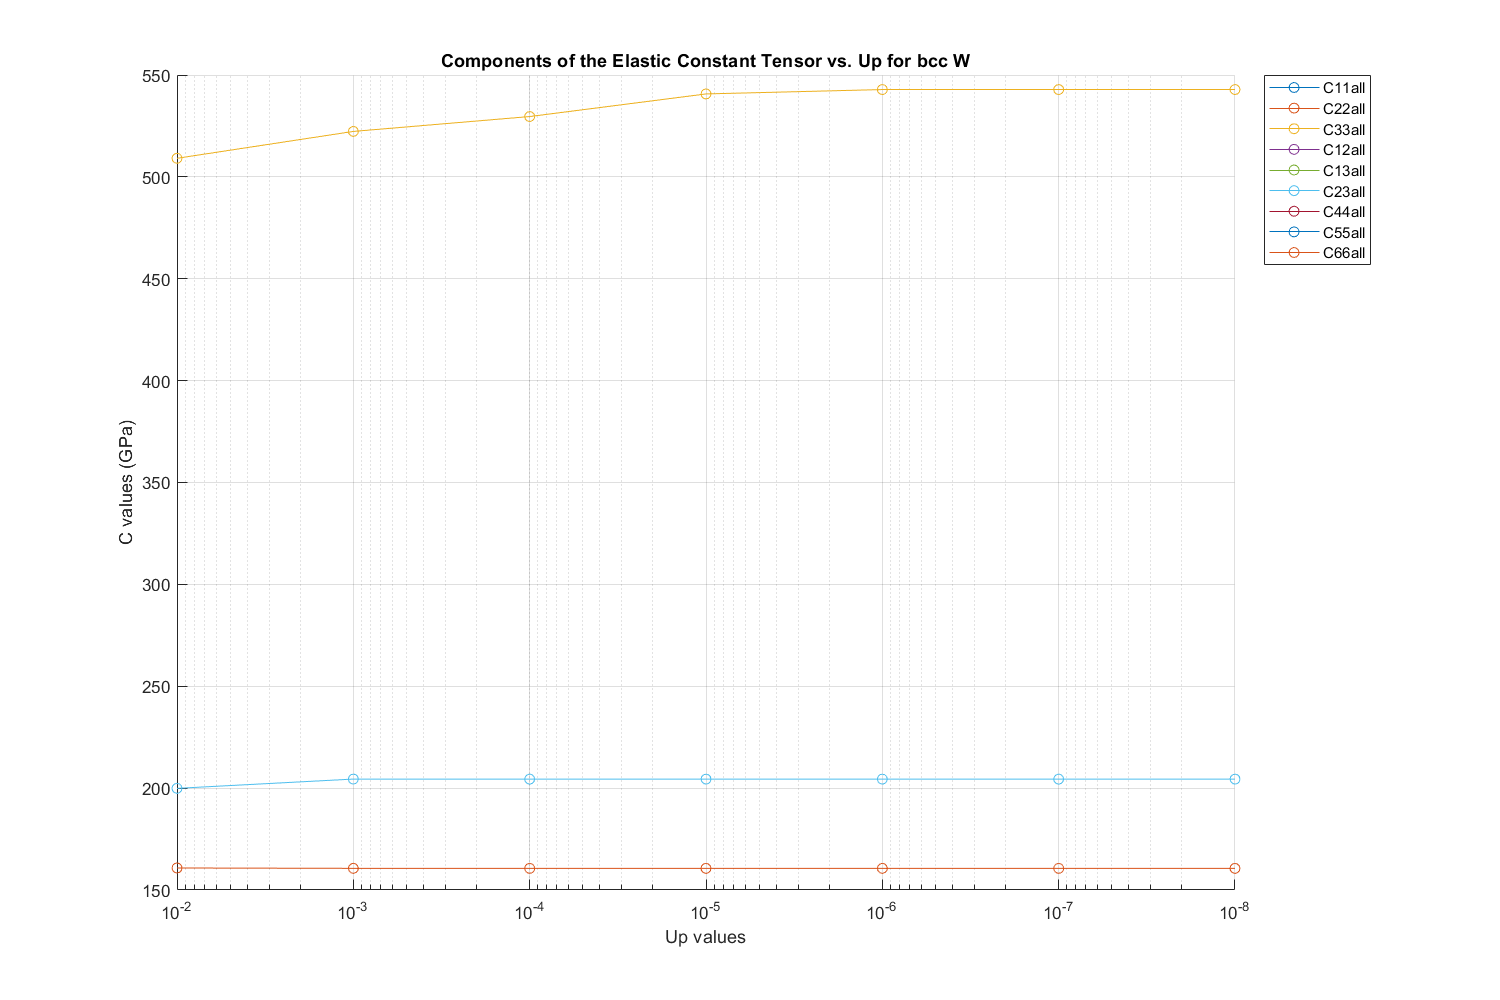 Components of the Elastic Constant Tensor vs. Up for bcc W
550
500
450
400
350
300
250
200
150
C values (GPa)
10^-2 10^-3 10^-4 10^-5 10^-6 10^-7 10^-8
Up values
C11all
C22all
C33all
C12all
C13all
C23all
C44all
C55all
C66all